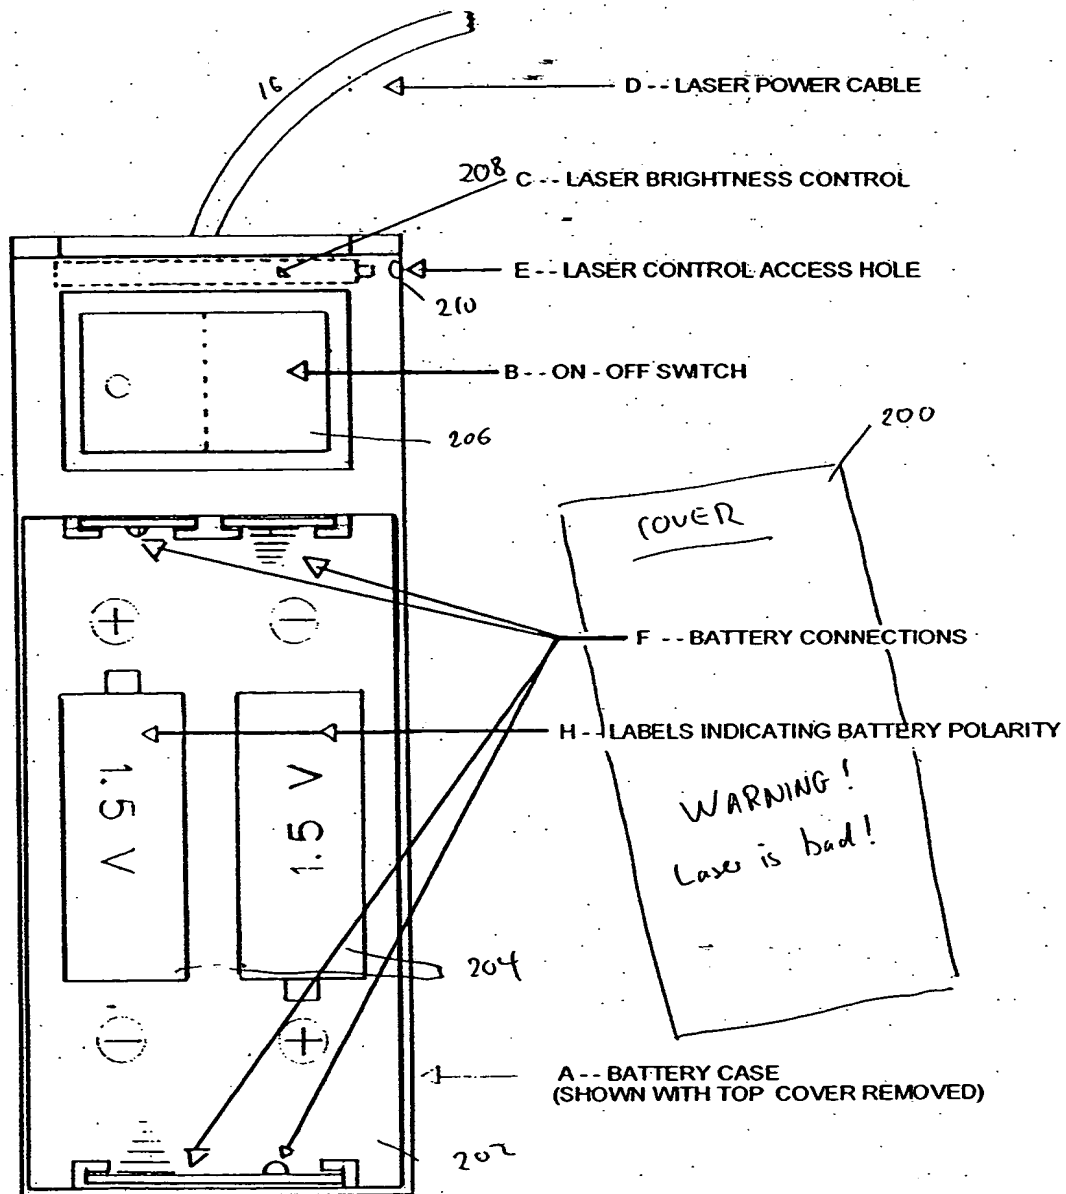 16
D -- LASER POWER CABLE
208 C -- LASER BRIGHTNESS CONTROL
E -- LASER CONTROL ACCESS HOLE
210
B -- ON - OFF SWITCH
200
206
COVER
F -- BATTERY CONNECTIONS
H -- LABELS INDICATING BATTERY POLARITY
1.5 V
1.5 V
WARNING!
Laser is bad!
204
A -- BATTERY CASE
(SHOWN WITH TOP COVER REMOVED)
202